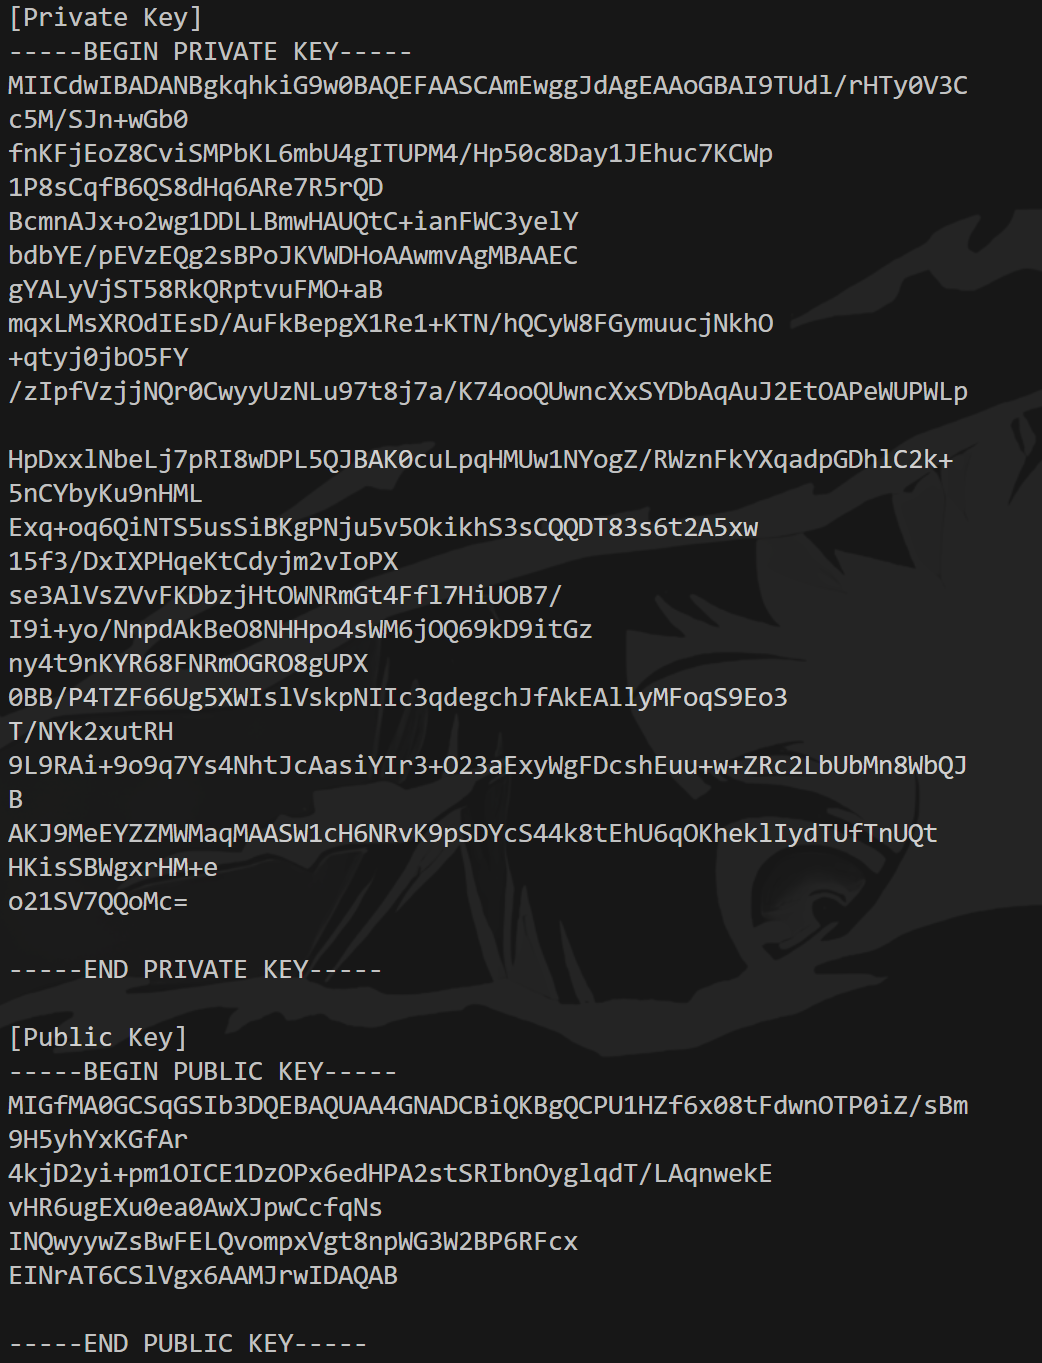 [Private Key]
-----BEGIN PRIVATE KEY-----
MIICdwIBADANBgkqhkiG9w0BAQEFAASCAmEwggJdAgEAAoGBAI9TUdl/rHTy0V3C
c5M/SJn+wGb0
fnKFjEoZ8CviSMPbKL6mbU4gITUPM4/Hp50c8Day1JEhuc7KCWp
1P8sCqfB6QS8dHq6ARe7R5rQD
BcmnAJx+o2wg1DDLLBmwHAUQtC+ianFWC3yelY
bdbYE/pEVzEQg2sBPoJKVWDHoAAwmvAgMBAAEC
gYALyVjST58RkQRptvuFMO+aB
mqxLMsXROdIEsD/AuFkBepgX1Re1+KTN/hQCyW8FGymuucjNkhO
+qtyj0jbO5FY
/zIpfVzjjNQr0CwyyUzNLu97t8j7a/K74ooQUwncXxSYDbAqAuJ2EtOAPeWUPWLp
HpDxxlNbeLj7pRI8wDPL5QJBAK0cuLpqHMUw1NYogZ/RWznFkYXqadpGDhlC2k+
5nCYbyKu9nHML
Exq+oq6QiNTS5usSiBKgPNju5v5OkikhS3sCQQDT83s6t2A5xw
15f3/DxIXPHqeKtCdyjm2vIoPX
se3AlVsZVvFKDbzjHtOWNRmGt4Ffl7HiUOB7/
I9i+yo/NnpdAkBeO8NHHpo4sWM6jOQ69kD9itGz
ny4t9nKYR68FNRmOGRO8gUPX
0BB/P4TZF66Ug5XWIslVskpNIIc3qdegchJfAkEAllyMFoqS9Eo3
T/NYk2xutRH
9L9RAi+9o9q7Ys4NhtJcAasiYIr3+O23aExyWgFDcshEuu+w+ZRc2LbUbMn8WbQJ
B
AKJ9MeEYZZMWMaqMAASW1cH6NRvK9pSDYcS44k8tEhU6qOKheklIydTUfTnUQt
HKisSBWgxrHM+e
o21SV7QQoMc=
-----END PRIVATE KEY-----
[Public Key]
-----BEGIN PUBLIC KEY-----
MIGfMA0GCSqGSIb3DQEBAQUAA4GNADCBiQKBgQCPU1HZf6x08tFdwnOTP0iZ/sBm
9H5yhYxKGfAr
4kjD2yi+pm1OICE1DzOPx6edHPA2stSRIbnOyglqdT/LAqnwekE
vHR6ugEXu0ea0AwXJpwCcfqNs
INQwyywZsBwFELQvompxVgt8npWG3W2BP6RFcx
EINrAT6CSlVgx6AAMJrwIDAQAB
-----END PUBLIC KEY-----